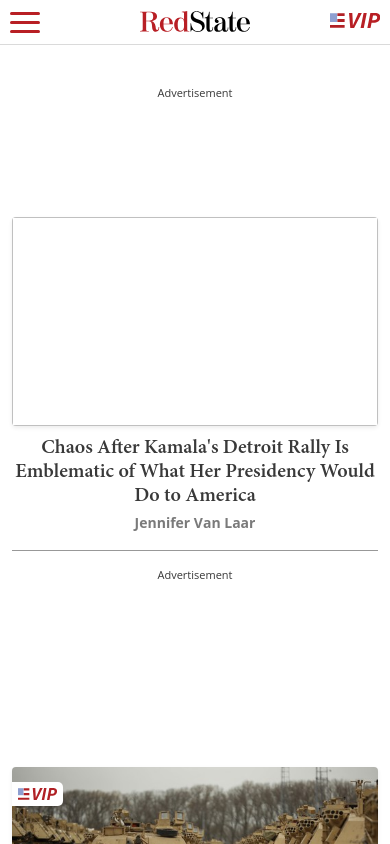 RedState
VIP
Advertisement
Chaos After Kamala's Detroit Rally Is
Emblematic of What Her Presidency Would
Do to America
Jennifer Van Laar
Advertisement
VIP